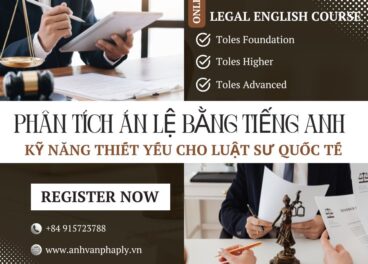 ONLINE
LEGAL ENGLISH COURSE
Toles Foundation
Toles Higher
Toles Advanced
PHÂN TÍCH ÁN LỆ BẰNG TIẾNG ANH
KỸ NĂNG THIẾT YẾU CHO LUẬT SƯ QUỐC TẾ
REGISTER NOW
+84 915723788
www.anhvanphaply.vn